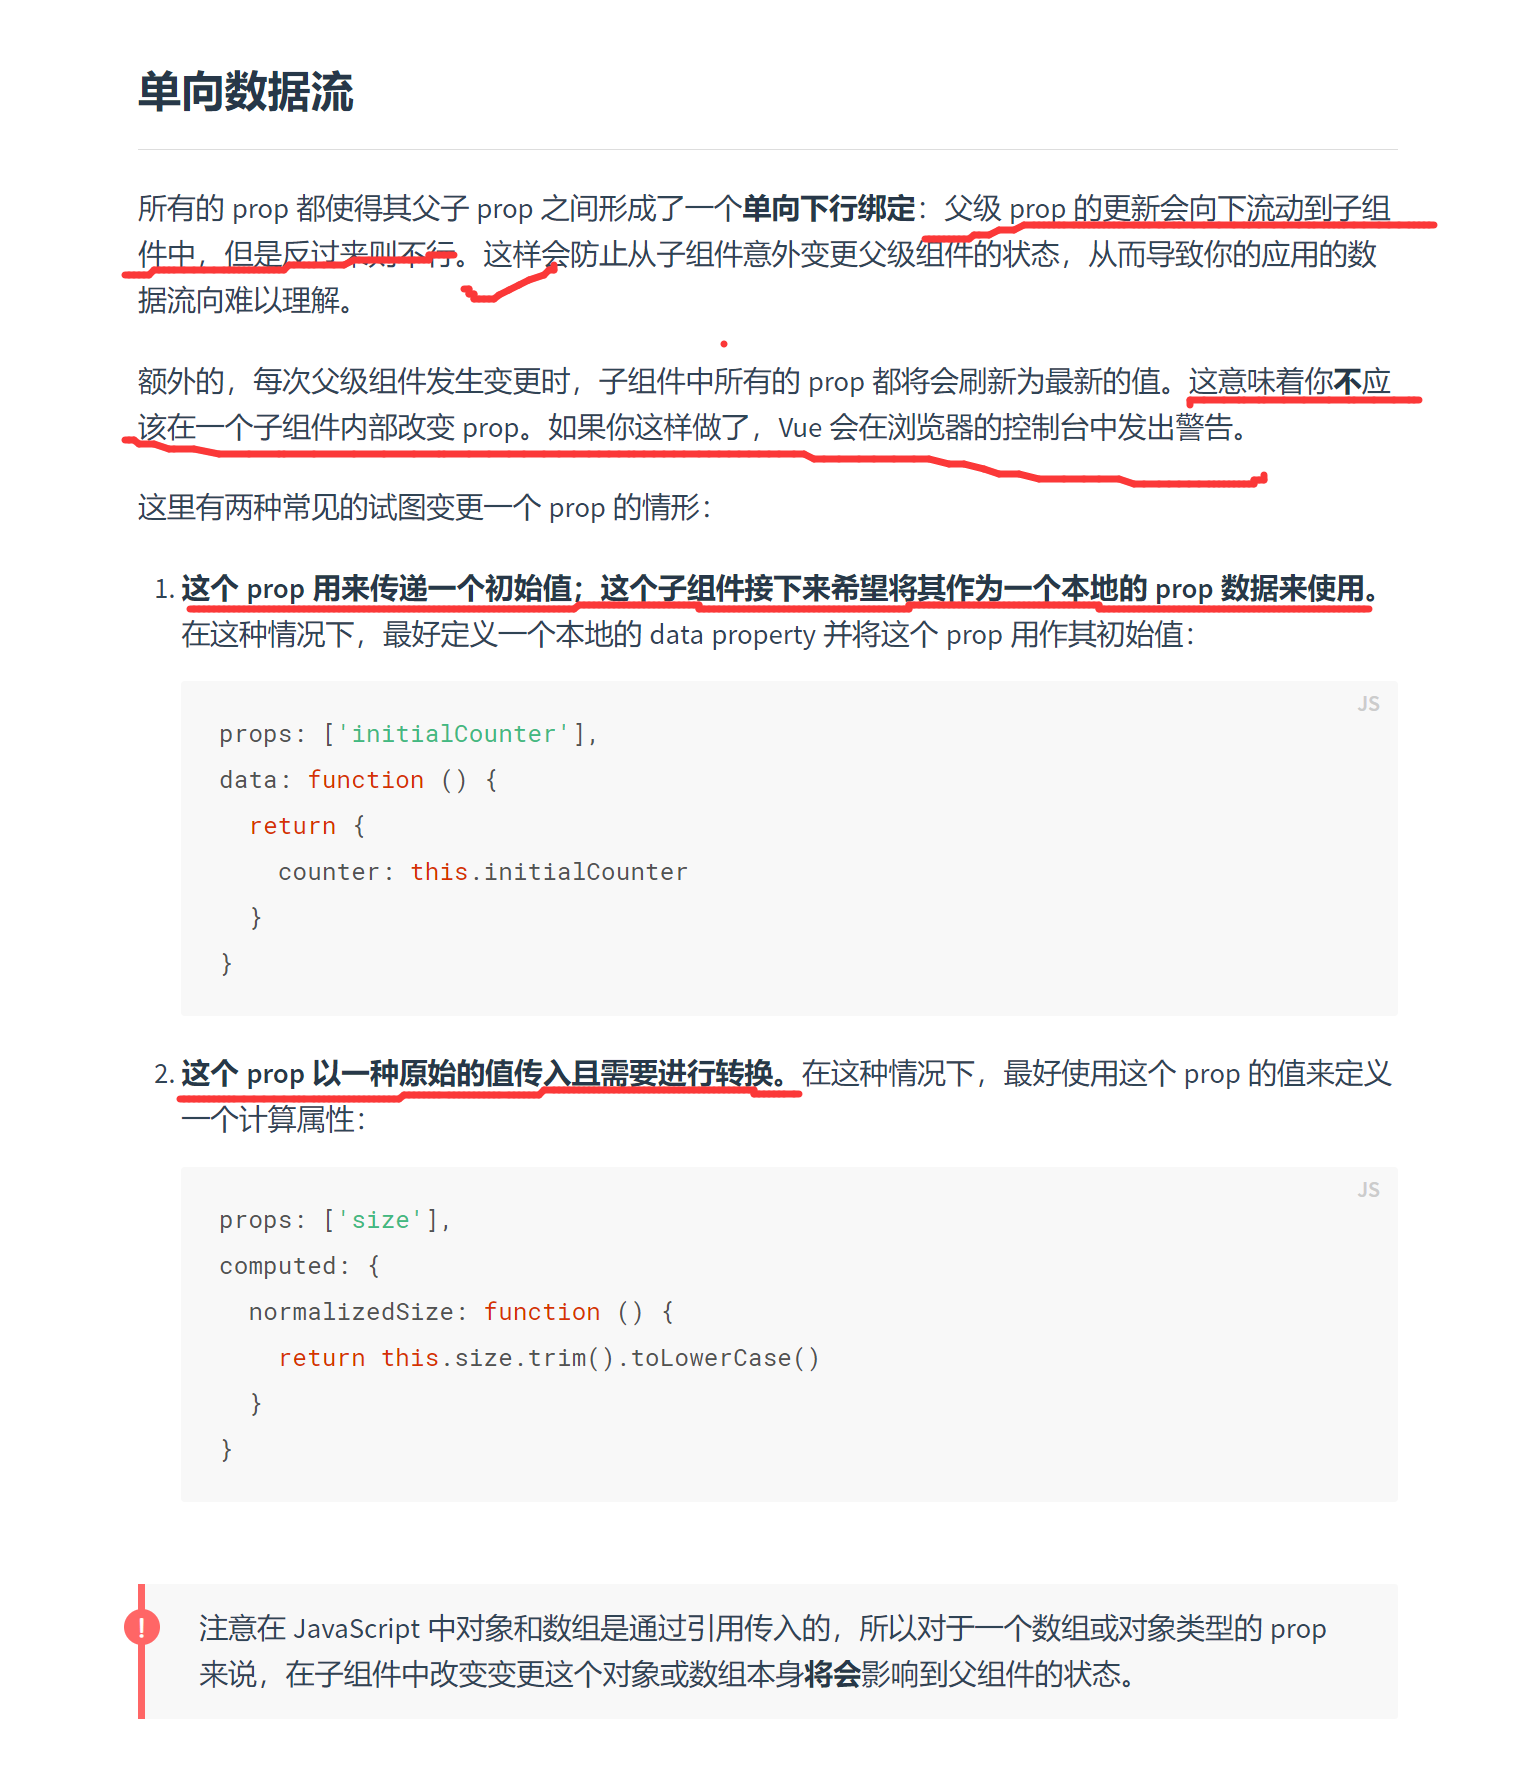 单向数据流
所有的 prop 都使得其父子 prop 之间形成了一个单向下行绑定：父级 prop 的更新会向下流动到子组
件中，但是反过来则不行。这样会防止从子组件意外变更父级组件的状态，从而导致你的应用的数
据流向难以理解。
额外的，每次父级组件发生变更时，子组件中所有的 prop 都将会刷新为最新的值。这意味着你不应
该在一个子组件内部改变 prop。如果你这样做了，Vue 会在浏览器的控制台中发出警告。
这里有两种常见的试图变更一个 prop 的情形：
1. 这个 prop 用来传递一个初始值；这个子组件接下来希望将其作为一个本地的 prop 数据来使用。
在这种情况下，最好定义一个本地的 data property 并将这个 prop 用作其初始值：
JS
props: ['initialCounter'],
data: function () {
  return {
    counter: this.initialCounter
  }
}
2. 这个 prop 以一种原始的值传入且需要进行转换。在这种情况下，最好使用这个 prop 的值来定义
一个计算属性：
JS
props: ['size'],
computed: {
  normalizedSize: function () {
    return this.size.trim().toLowerCase()
  }
}
!
注意在 JavaScript 中对象和数组是通过引用传入的，所以对于一个数组或对象类型的 prop
来说，在子组件中改变变更这个对象或数组本身将会影响到父组件的状态。